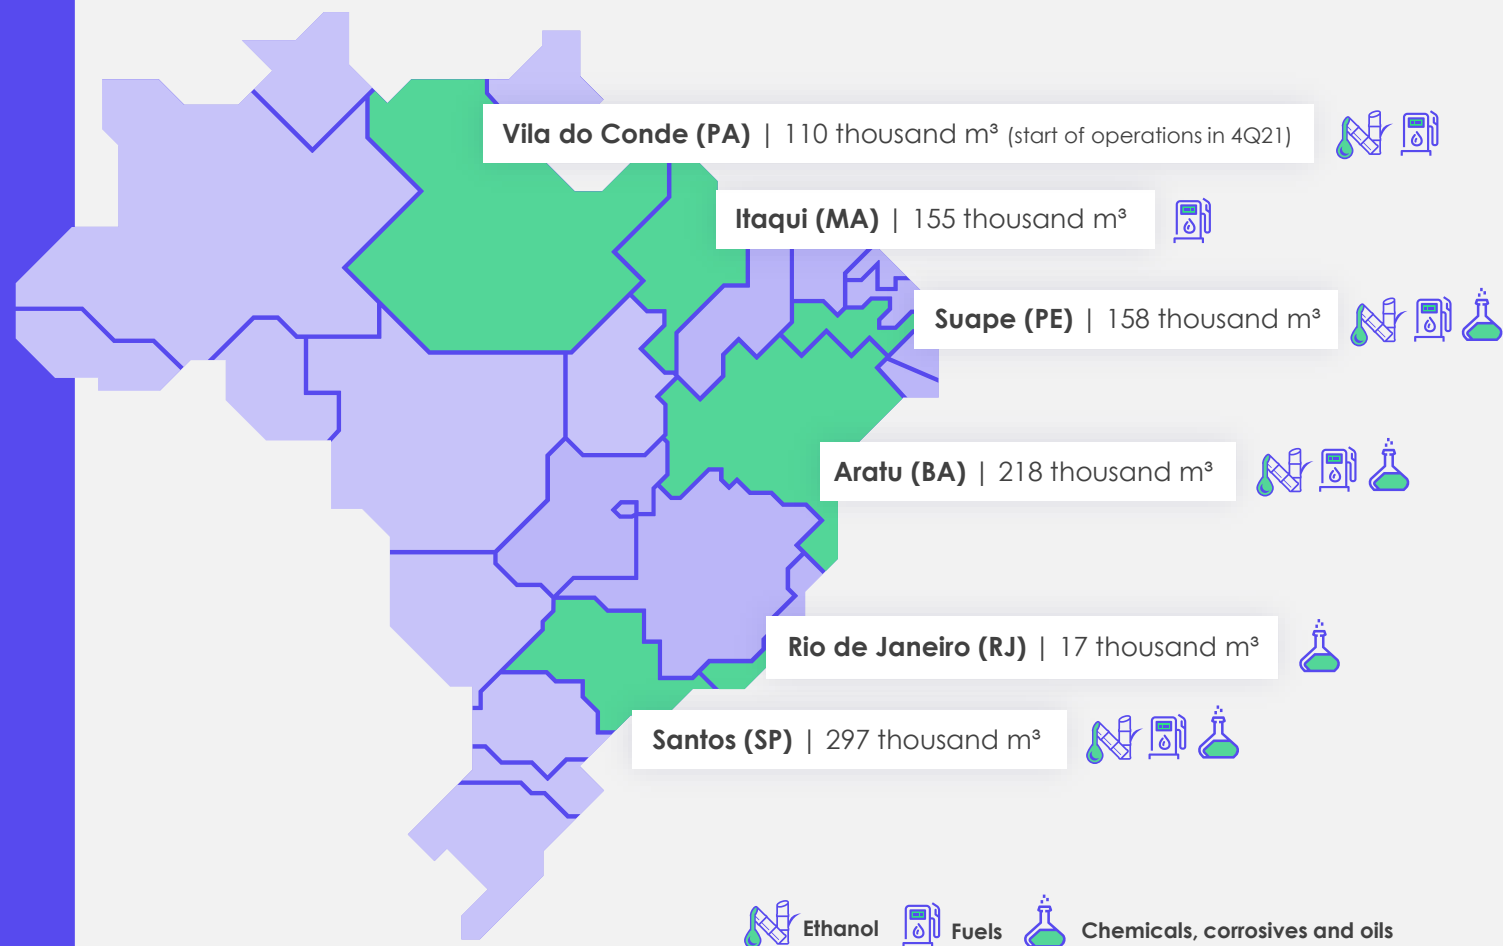 Vila do Conde (PA) | 110 thousand m³ (start of operations in 4Q21)
Itaqui (MA) | 155 thousand m³
Suape (PE) | 158 thousand m³
Aratu (BA) | 218 thousand m³
Rio de Janeiro (RJ) | 17 thousand m³
Santos (SP) | 297 thousand m³
Ethanol Fuels Chemicals, corrosives and oils